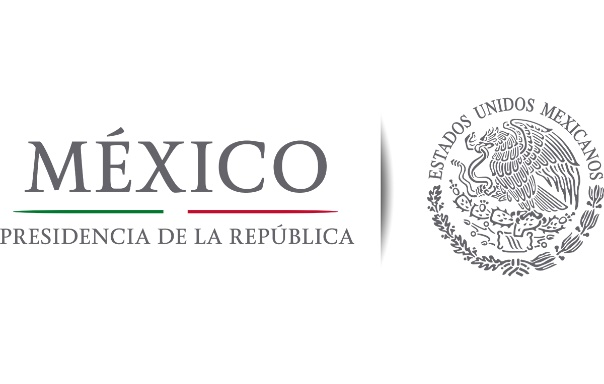 MÉXICO
PRESIDENCIA DE LA REPÚBLICA
ESTADOS UNIDOS MEXICANOS